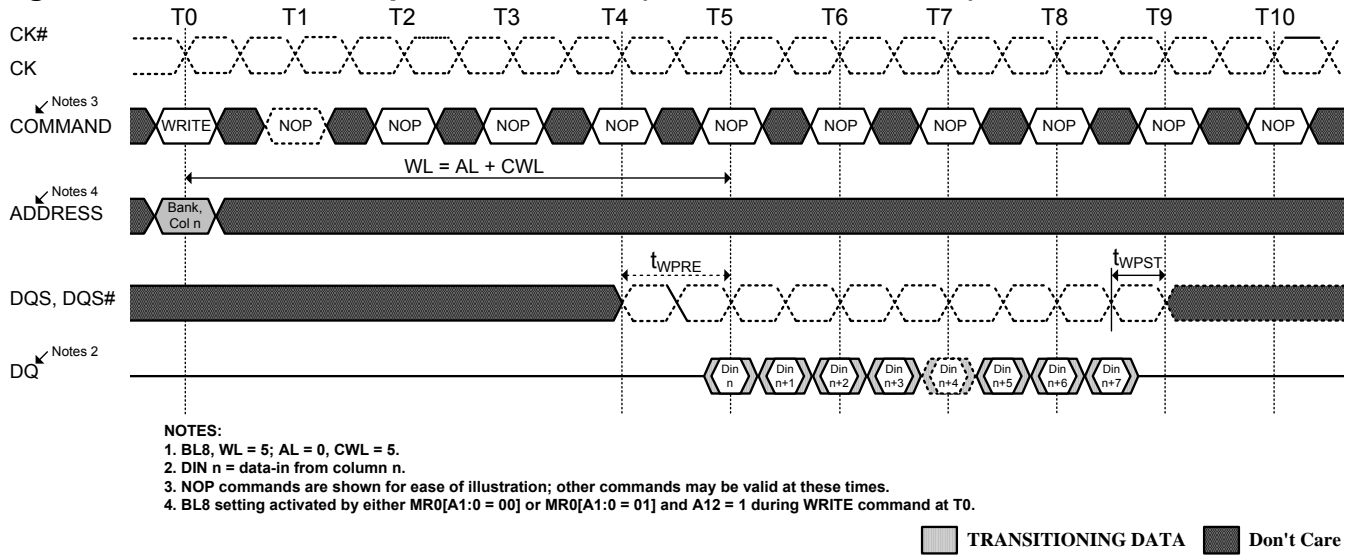 T0 T1 T2 T3 T4 T5 T6 T7 T8 T9 T10
CK#
CK
Notes 3
COMMAND
WRITE NOP NOP NOP NOP NOP NOP NOP NOP NOP NOP
WL = AL + CWL
Notes 4
ADDRESS
Bank,
Col n
tWPRE
tWPST
DQS, DQS#
Notes 2
DQ
Din n
Din n+1
Din n+2
Din n+3
Din n+4
Din n+5
Din n+6
Din n+7
NOTES:
1. BL8, WL = 5; AL = 0, CWL = 5.
2. DIN n = data-in from column n.
3. NOP commands are shown for ease of illustration; other commands may be valid at these times.
4. BL8 setting activated by either MR0[A1:0 = 00] or MR0[A1:0 = 01] and A12 = 1 during WRITE command at T0.
TRANSITIONING DATA
Don't Care